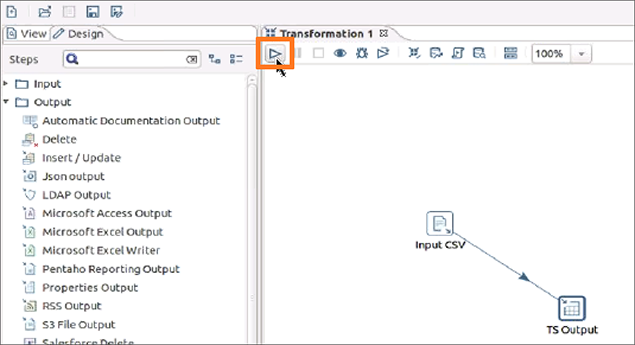 View
Design
Transformation 1
Steps
100%
Input
Output
Automatic Documentation Output
Delete
Insert / Update
Json output
LDAP Output
Microsoft Access Output
Microsoft Excel Output
Microsoft Excel Writer
Pentaho Reporting Output
Properties Output
RSS Output
S3 File Output
Salesforce Delete
Input CSV
TS Output